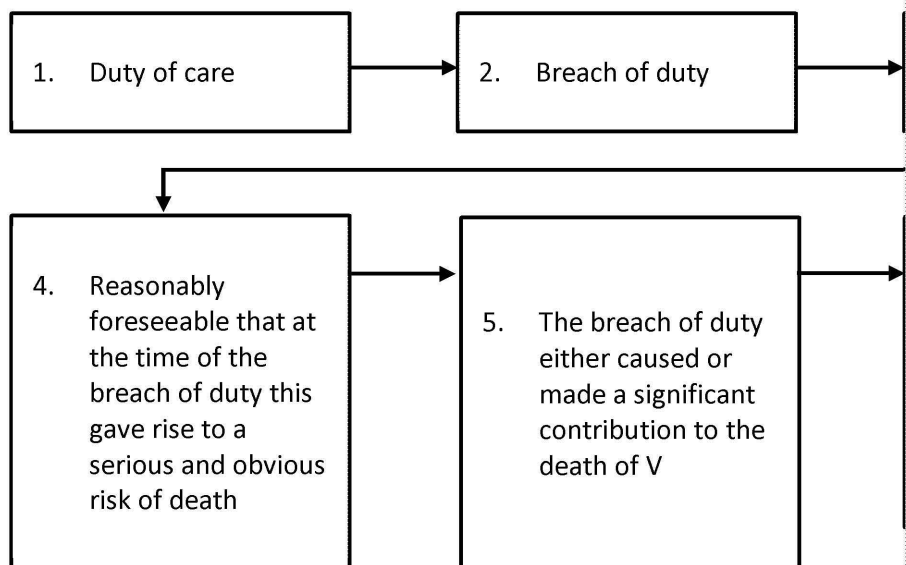 1. Duty of care
2. Breach of duty
4. Reasonably
foreseeable that at
the time of the
breach of duty this
gave rise to a
serious and obvious
risk of death
5. The breach of duty
either caused or
made a significant
contribution to the
death of V